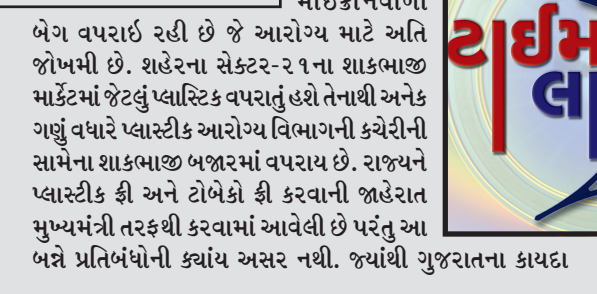 માઇક્રોનવાળી
બેગ વપરાઇ રહી છે જે આરોગ્ય માટે અતિ
જોખમી છે. શહેરના સેક્ટર-૨૧ના શાકભાજી
માર્કેટમાં જેટલું પ્લાસ્ટિક વપરાતું હશે તેનાથી અનેક
ગણું વધારે પ્લાસ્ટીક આરોગ્ય વિભાગની કચેરીની
સામેના શાકભાજી બજારમાં વપરાય છે. રાજ્યને
પ્લાસ્ટીક ફ્રી અને ટોબેકો ફ્રી કરવાની જાહેરાત
મુખ્યમંત્રી તરફથી કરવામાં આવેલી છે પરંતુ આ
બન્ને પ્રતિબંધોની ક્યાંય અસર નથી. જ્યાંથી ગુજરાતના કાયદા